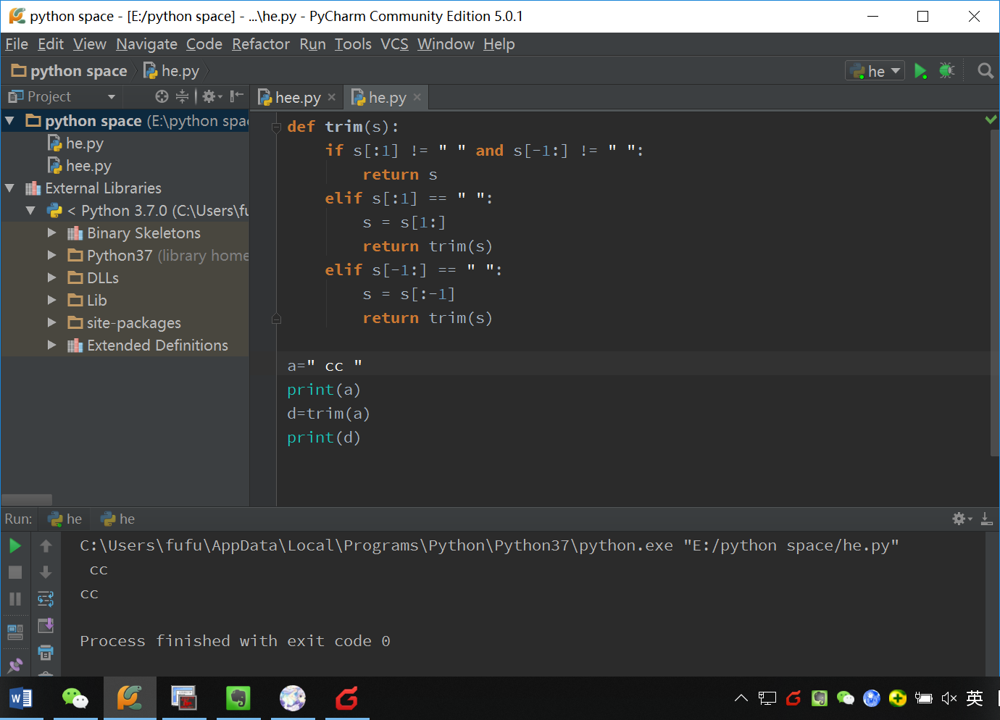 python space - [E:/python space] - ...\he.py - PyCharm Community Edition 5.0.1
File Edit View Navigate Code Refactor Run Tools VCS Window Help
python space he.py he
Project hee.py he.py
python space (E:\python spa
he.py
hee.py
External Libraries
< Python 3.7.0 (C:\Users\fu
Binary Skeletons
Python37 (library home
DLLs
Lib
site-packages
Extended Definitions
def trim(s):
    if s[:1] != " " and s[-1:] != " ":
        return s
    elif s[:1] == " ":
        s = s[1:]
        return trim(s)
    elif s[-1:] == " ":
        s = s[:-1]
        return trim(s)
a=" cc "
print(a)
d=trim(a)
print(d)
Run: he he
C:\Users\fufu\AppData\Local\Programs\Python\Python37\python.exe "E:/python space/he.py"
 cc
cc
Process finished with exit code 0
英